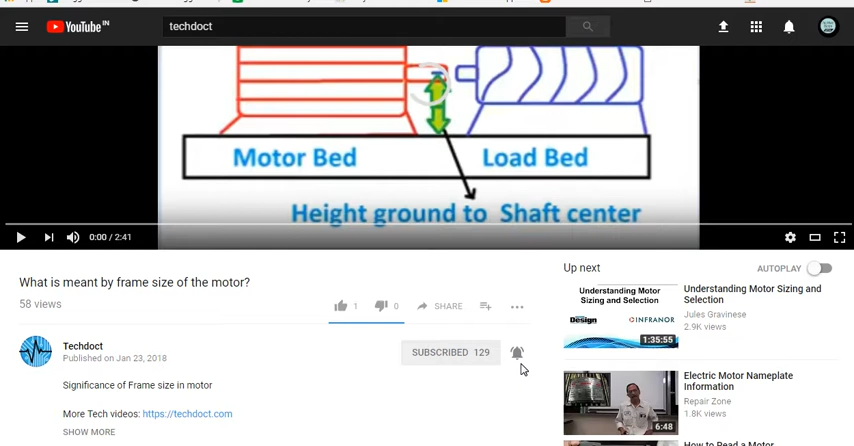 YouTube IN
techdoct
Motor Bed
Load Bed
Height ground to Shaft center
0:00 / 2:41
What is meant by frame size of the motor?
58 views
1
0
SHARE
Techdoct
Published on Jan 23, 2018
SUBSCRIBED 129
Significance of Frame size in motor
More Tech videos: https://techdoct.com
SHOW MORE
Up next
AUTOPLAY
Understanding Motor
Sizing and Selection
Design
INFRANOR
1:35:55
Understanding Motor Sizing and
Selection
Jules Gravinese
2.9K views
6:48
Electric Motor Nameplate
Information
Repair Zone
1.8K views
How to Read a Motor